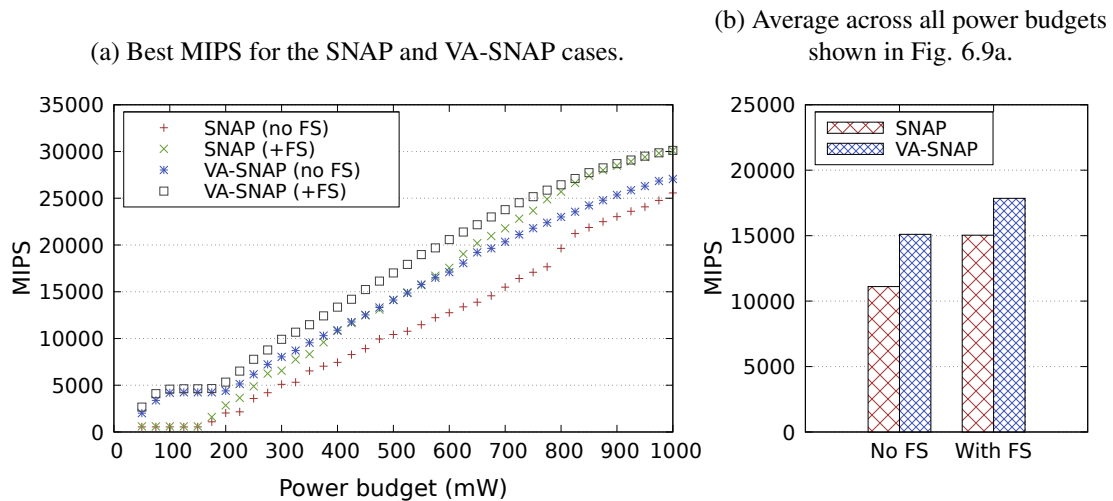 (a) Best MIPS for the SNAP and VA-SNAP cases.
35000
30000
25000
20000
15000
10000
5000
0
MIPS
SNAP (no FS)
SNAP (+FS)
VA-SNAP (no FS)
VA-SNAP (+FS)
0 100 200 300 400 500 600 700 800 900 1000
Power budget (mW)
(b) Average across all power budgets
shown in Fig. 6.9a.
25000
20000
15000
10000
5000
0
MIPS
SNAP
VA-SNAP
No FS With FS